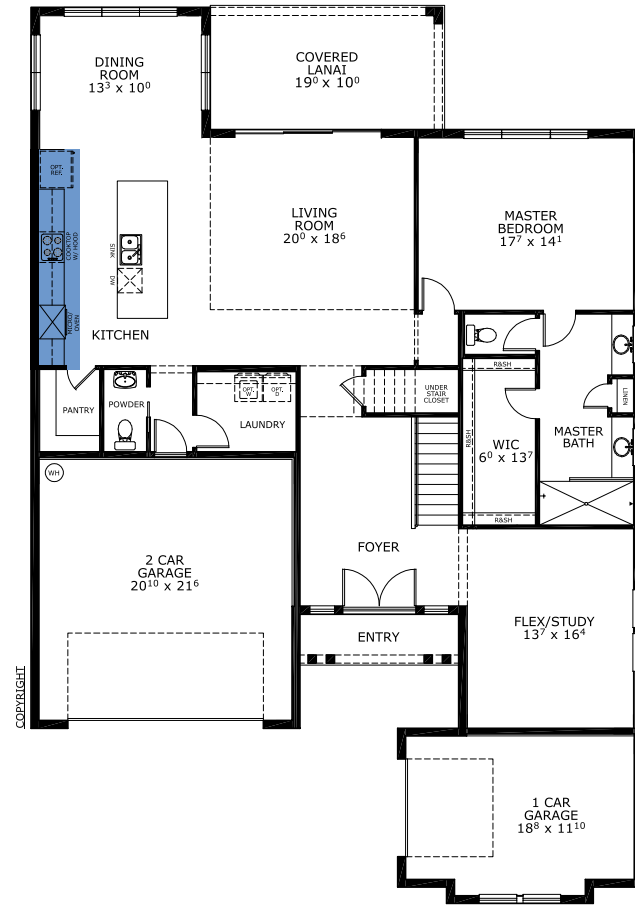 DINING
ROOM
13³ x 10⁰
COVERED
LANAI
19⁰ x 10⁰
OPT.
REF.
COOKTOP
W/ HOOD
MICRO/
OVEN
SINK
DW
KITCHEN
LIVING
ROOM
20⁰ x 18⁶
MASTER
BEDROOM
17⁷ x 14¹
PANTRY
POWDER
OPT.
W
OPT.
D
LAUNDRY
UNDER
STAIR
CLOSET
R&SH
R&SH
WIC
6⁰ x 13⁷
R&SH
LINEN
MASTER
BATH
WH
2 CAR
GARAGE
20¹⁰ x 21⁶
FOYER
ENTRY
FLEX/STUDY
13⁷ x 16⁴
COPYRIGHT
1 CAR
GARAGE
18⁸ x 11¹⁰